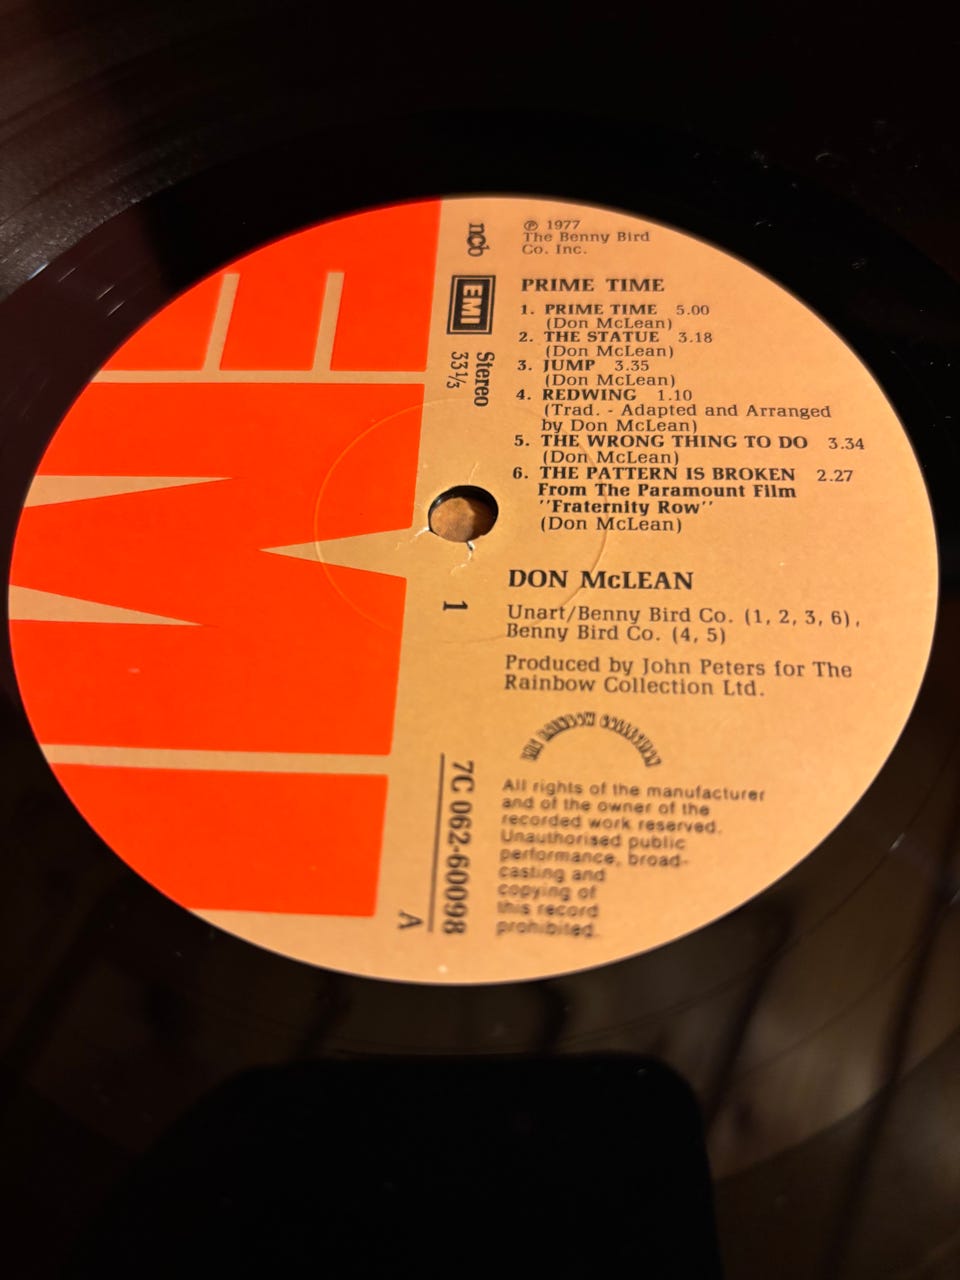 ℗ 1977
The Benny Bird
Co. Inc.
PRIME TIME
1. PRIME TIME 5.00
(Don McLean)
2. THE STATUE 3.18
(Don McLean)
3. JUMP 3.35
(Don McLean)
4. REDWING 1.10
(Trad. - Adapted and Arranged
by Don McLean)
5. THE WRONG THING TO DO 3.34
(Don McLean)
6. THE PATTERN IS BROKEN 2.27
From The Paramount Film
''Fraternity Row''
(Don McLean)
DON McLEAN
Unart/Benny Bird Co. (1, 2, 3, 6),
Benny Bird Co. (4, 5)
Produced by John Peters for The
Rainbow Collection Ltd.
THE RAINBOW COLLECTION
All rights of the manufacturer
and of the owner of the
recorded work reserved.
Unauthorised public
performance, broad-
casting and
copying of
this record
prohibited.
ncb
EMI
Stereo
33⅓
1
7C 062-60098
A
EMI